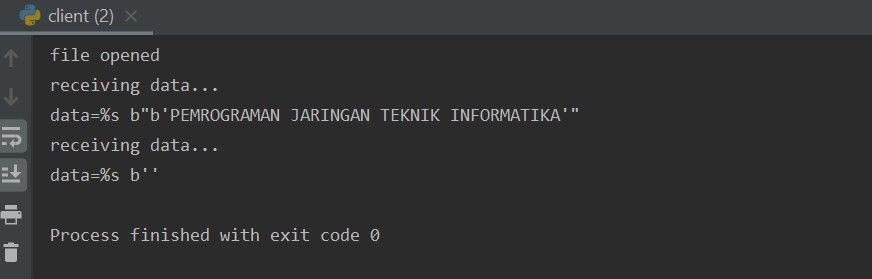 client (2)
file opened
receiving data...
data=%s b"b'PEMROGRAMAN JARINGAN TEKNIK INFORMATIKA'"
receiving data...
data=%s b''
Process finished with exit code 0